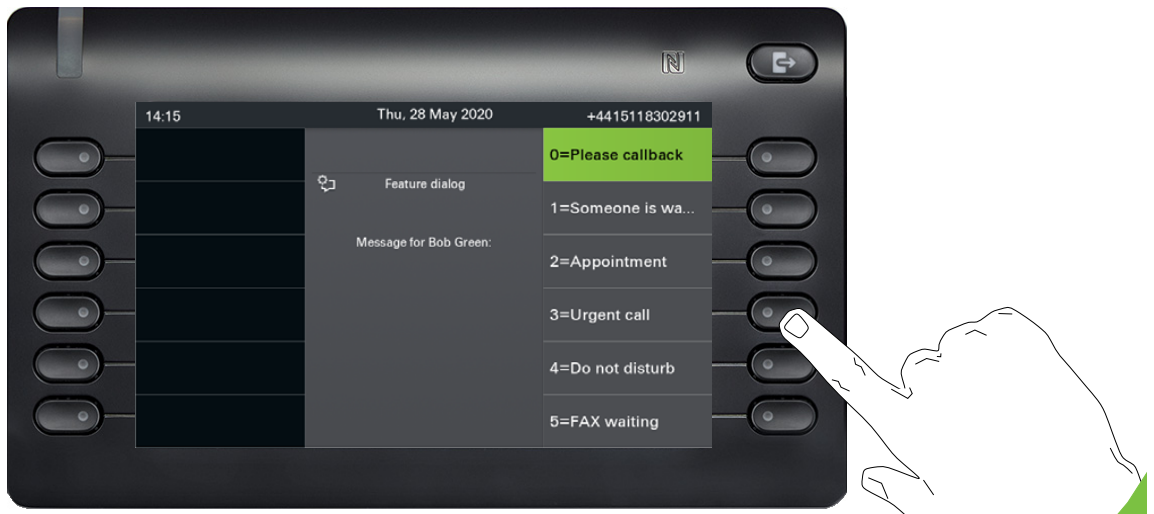 14:15 Thu, 28 May 2020 +4415118302911
0=Please callback
Feature dialog
1=Someone is wa...
Message for Bob Green:
2=Appointment
3=Urgent call
4=Do not disturb
5=FAX waiting